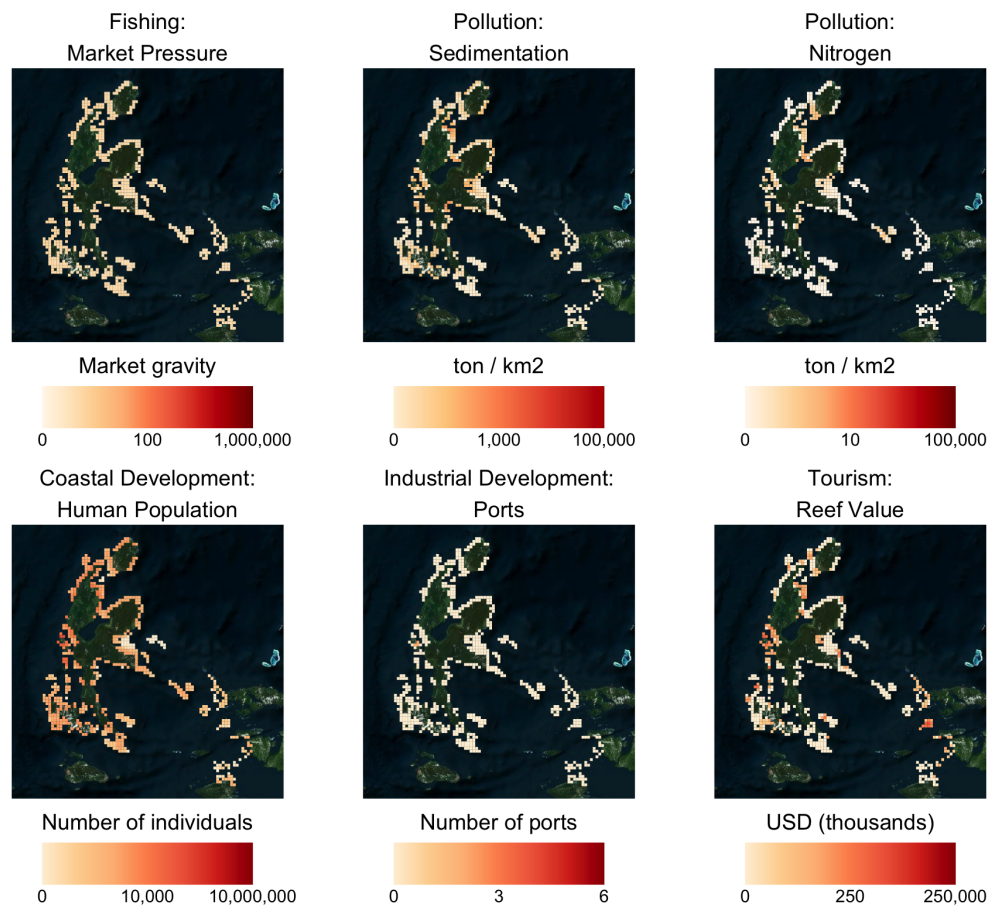 Fishing:
Market Pressure
Pollution:
Sedimentation
Pollution:
Nitrogen
Market gravity
0 100 1,000,000
ton / km2
0 1,000 100,000
ton / km2
0 10 100,000
Coastal Development:
Human Population
Industrial Development:
Ports
Tourism:
Reef Value
Number of individuals
0 10,000 10,000,000
Number of ports
0 3 6
USD (thousands)
0 250 250,000